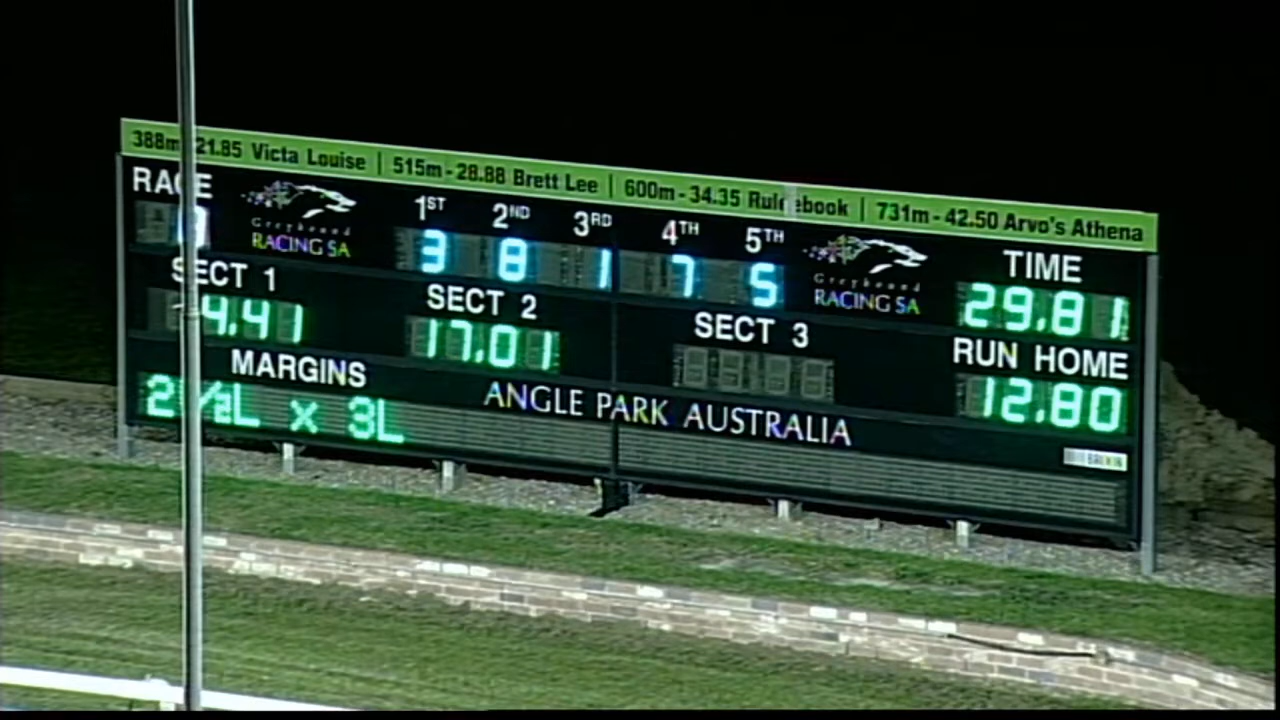 388m-21.85 Victa Louise | 515m-28.88 Brett Lee | 600m-34.35 Rulebook | 731m-42.50 Arvo's Athena
RACE Greyhound RACING SA 1ST 2ND 3RD 4TH 5TH Greyhound RACING SA TIME
3 8 1 7 5 29.81
SECT 1 SECT 2 SECT 3 RUN HOME
4.41 17.01 12.80
MARGINS ANGLE PARK AUSTRALIA
2½L x 3L